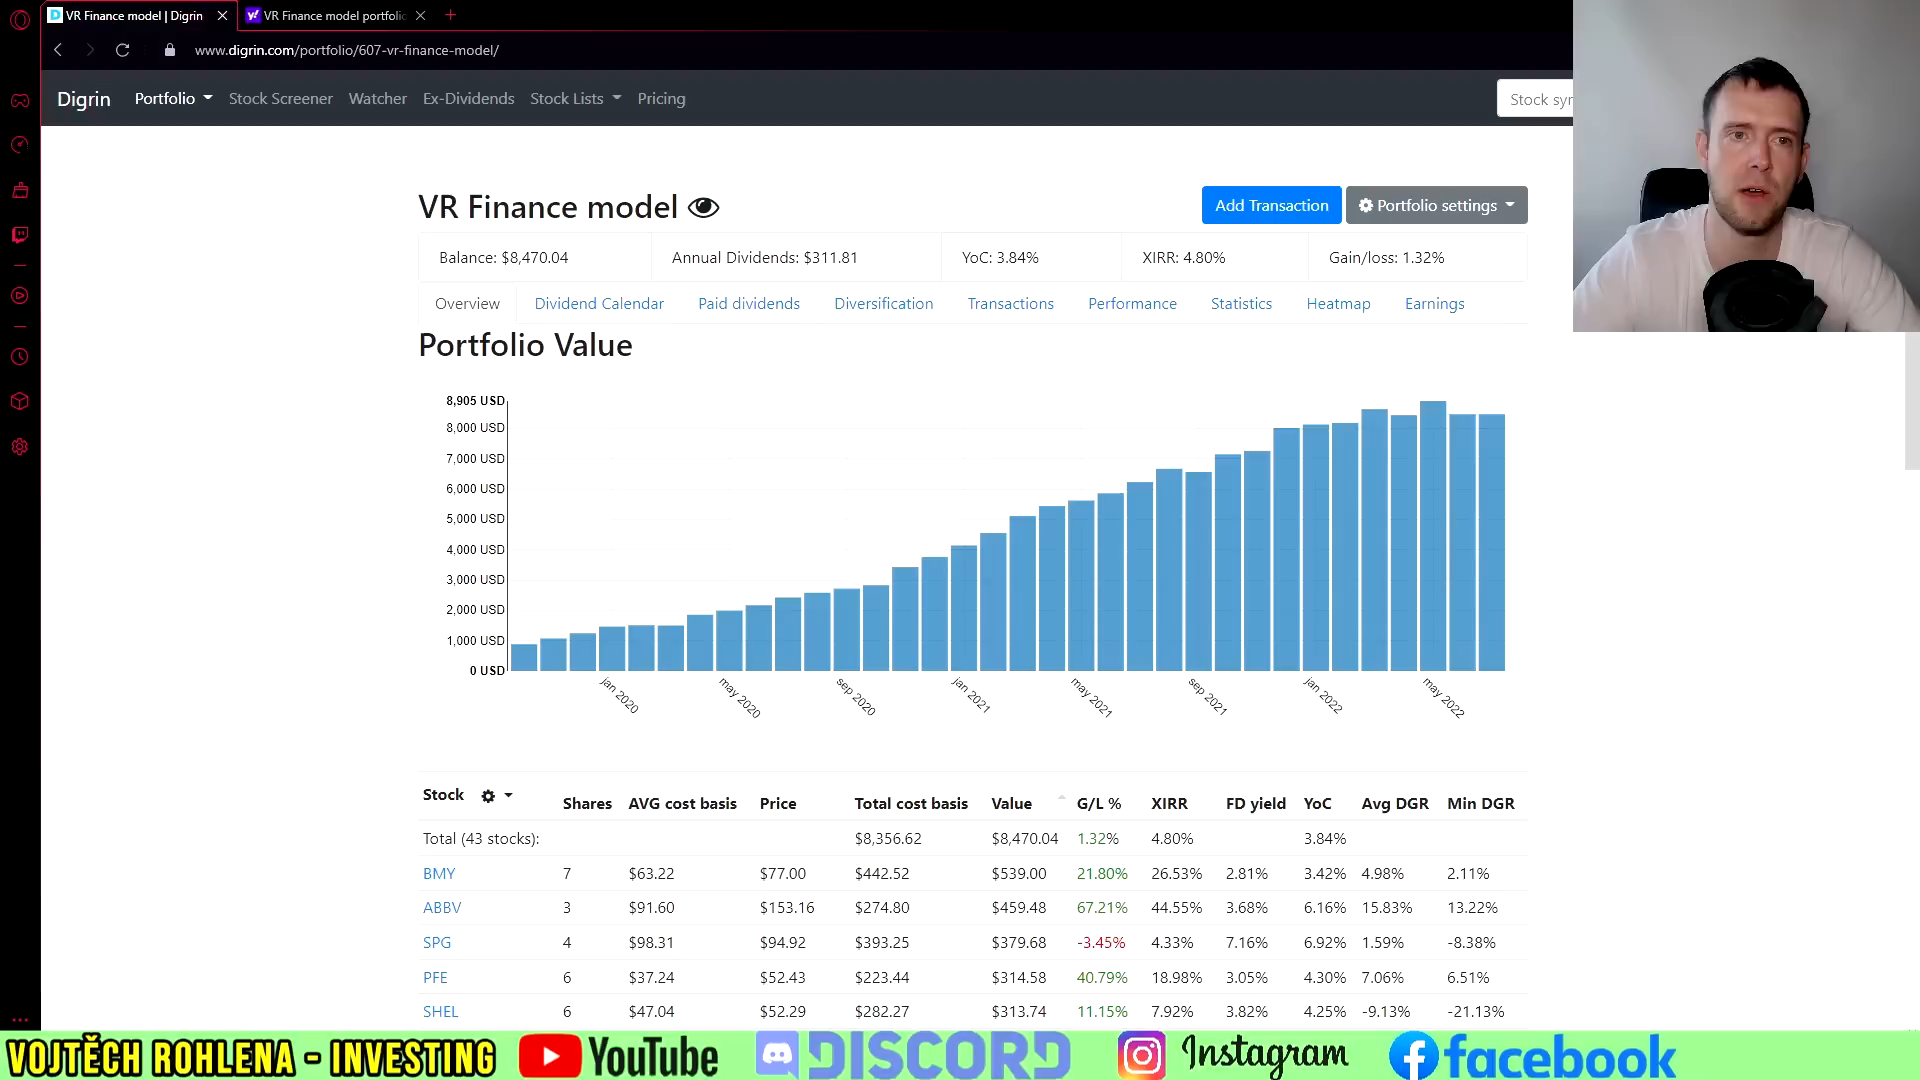 VR Finance model | Digrin
VR Finance model portfolio
www.digrin.com/portfolio/607-vr-finance-model/
Digrin Portfolio Stock Screener Watcher Ex-Dividends Stock Lists Pricing
Stock syr
VR Finance model
Add Transaction Portfolio settings
Balance: $8,470.04 Annual Dividends: $311.81 YoC: 3.84% XIRR: 4.80% Gain/loss: 1.32%
Overview Dividend Calendar Paid dividends Diversification Transactions Performance Statistics Heatmap Earnings
Portfolio Value
8,905 USD
8,000 USD
7,000 USD
6,000 USD
5,000 USD
4,000 USD
3,000 USD
2,000 USD
1,000 USD
0 USD
jan 2020 may 2020 sep 2020 jan 2021 may 2021 sep 2021 jan 2022 may 2022
Stock Shares AVG cost basis Price Total cost basis Value G/L % XIRR FD yield YoC Avg DGR Min DGR
Total (43 stocks): $8,356.62 $8,470.04 1.32% 4.80% 3.84%
BMY 7 $63.22 $77.00 $442.52 $539.00 21.80% 26.53% 2.81% 3.42% 4.98% 2.11%
ABBV 3 $91.60 $153.16 $274.80 $459.48 67.21% 44.55% 3.68% 6.16% 15.83% 13.22%
SPG 4 $98.31 $94.92 $393.25 $379.68 -3.45% 4.33% 7.16% 6.92% 1.59% -8.38%
PFE 6 $37.24 $52.43 $223.44 $314.58 40.79% 18.98% 3.05% 4.30% 7.06% 6.51%
SHEL 6 $47.04 $52.29 $282.27 $313.74 11.15% 7.92% 3.82% 4.25% -9.13% -21.13%
VOJTĚCH ROHLENA - INVESTING YouTube DISCORD Instagram facebook